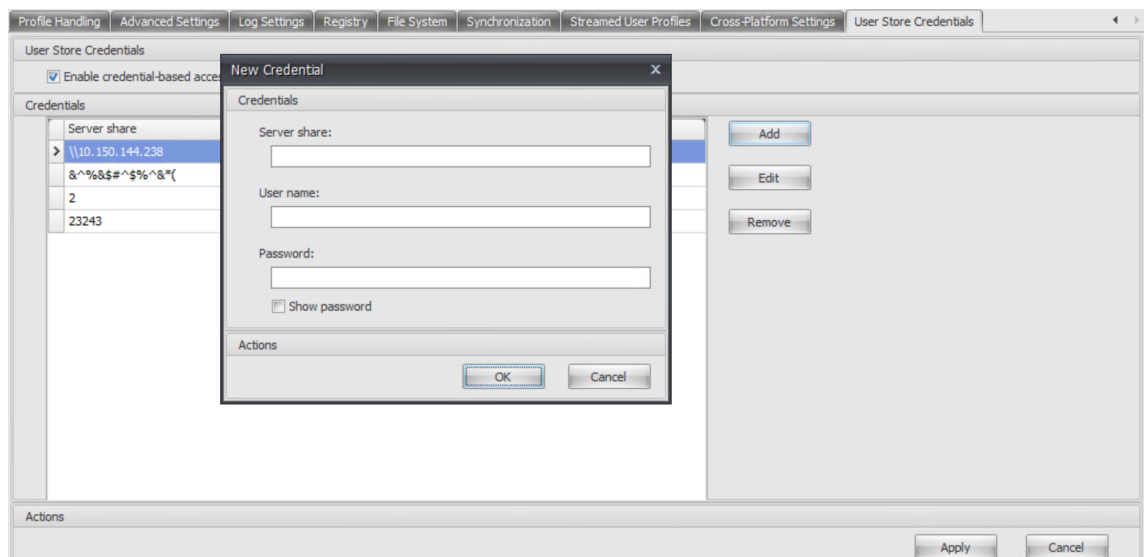 Profile Handling Advanced Settings Log Settings Registry File System Synchronization Streamed User Profiles Cross-Platform Settings User Store Credentials
User Store Credentials
Enable credential-based acce
New Credential
x
Credentials
Server share
\\10.150.144.238
&^%&$#^$%^&*(
2
23243
Credentials
Server share:
User name:
Password:
Show password
Actions
OK Cancel
Add
Edit
Remove
Actions
Apply Cancel